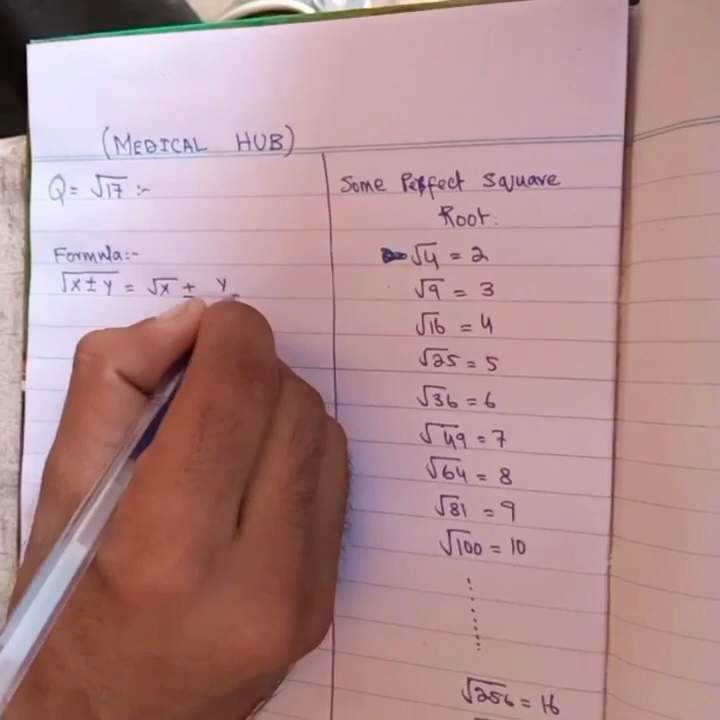 (MEDICAL HUB)
Q= √17 :-
Formula:-
√x±y = √x ± y
Some Perfect Square
Root:
√4 = 2
√9 = 3
√16 = 4
√25 = 5
√36 = 6
√49 = 7
√64 = 8
√81 = 9
√100 = 10
√256 = 16